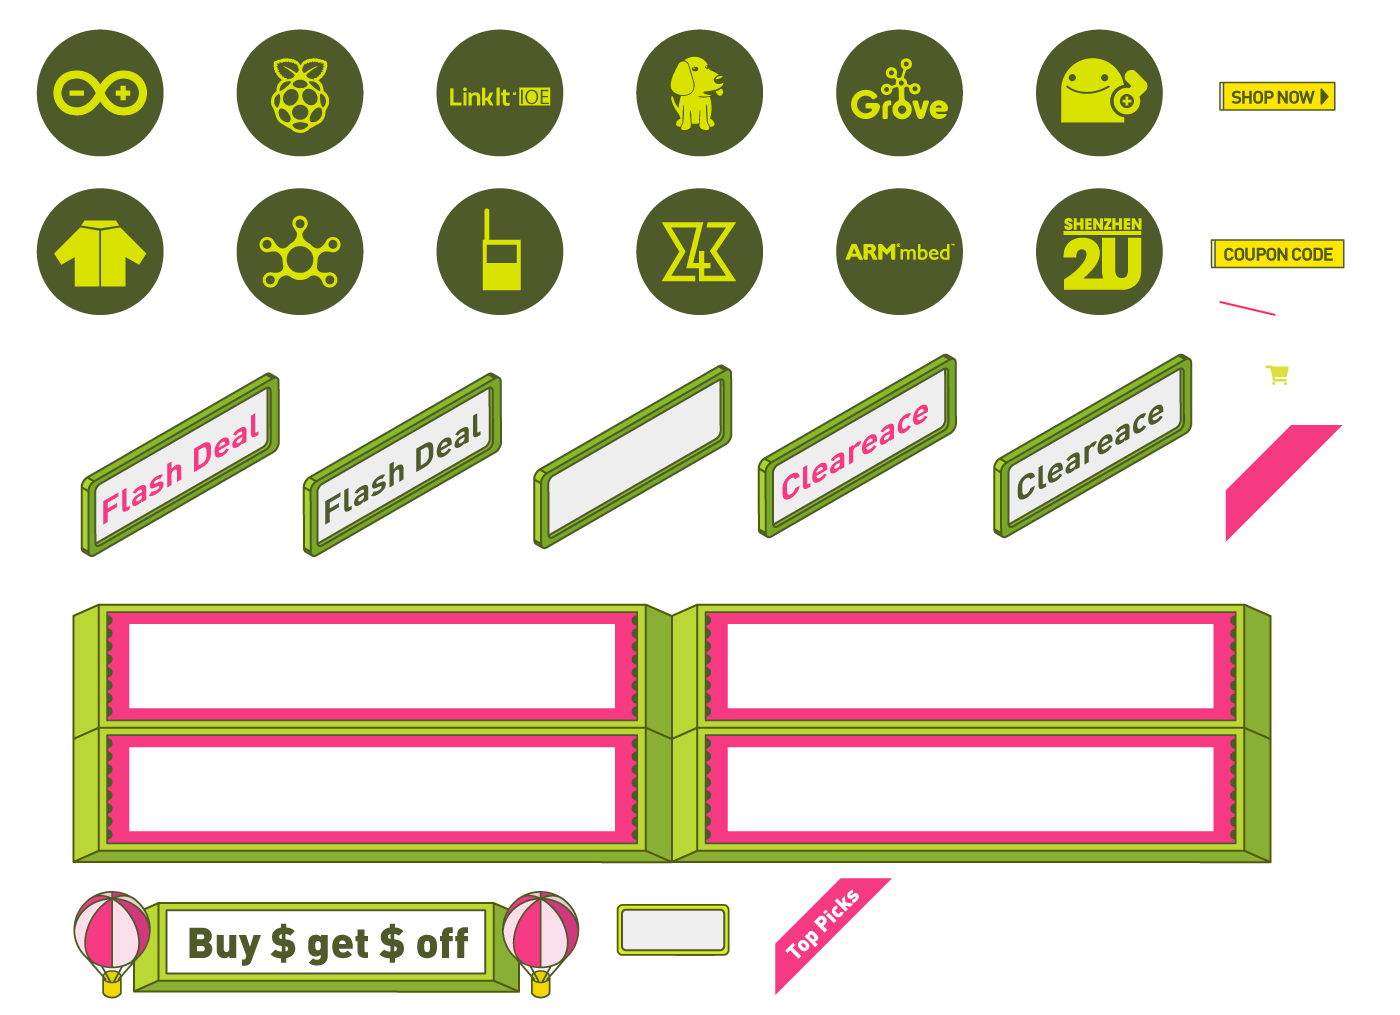 LinkIt IOE
Grove
SHOP NOW
ARM® mbed™
SHENZHEN
2U
COUPON CODE
Flash Deal
Flash Deal
Cleareace
Cleareace
Buy $ get $ off
Top Picks